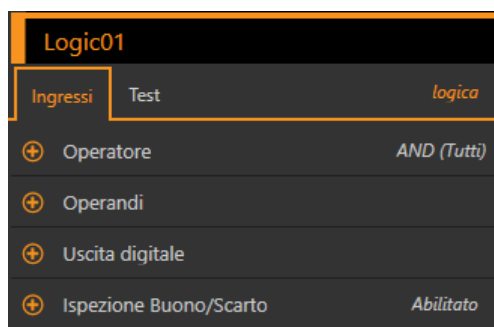 Logic01
Ingressi Test logica
Operatore AND (Tutti)
Operandi
Uscita digitale
Ispezione Buono/Scarto Abilitato